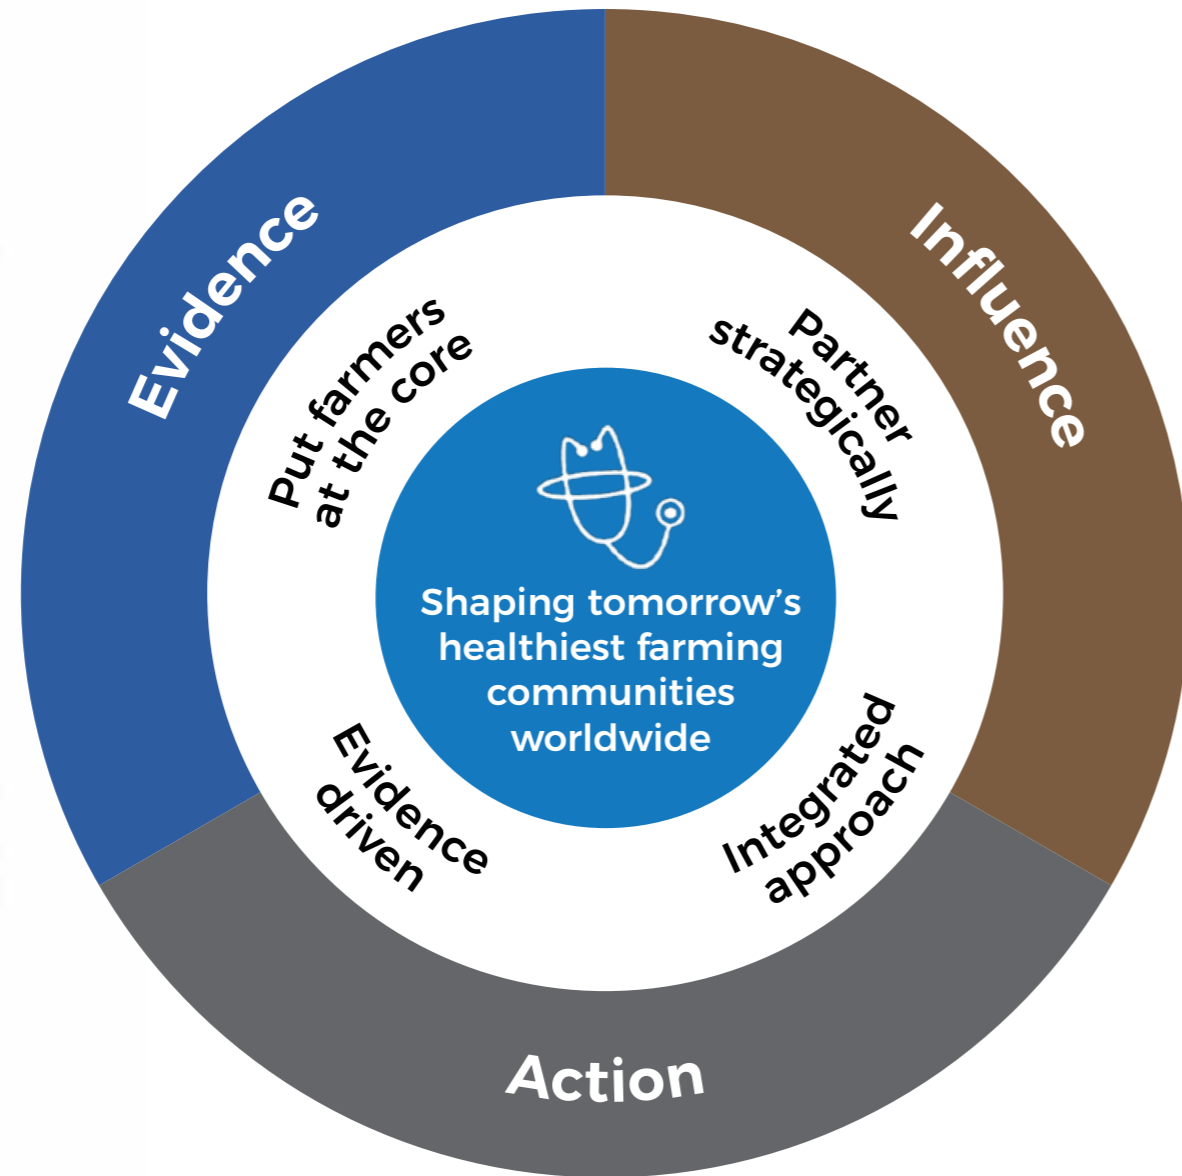 Evidence
Influence
Put farmers
at the core
Partner
strategically
Shaping tomorrow’s
healthiest farming
communities
worldwide
Evidence
driven
Integrated
approach
Action